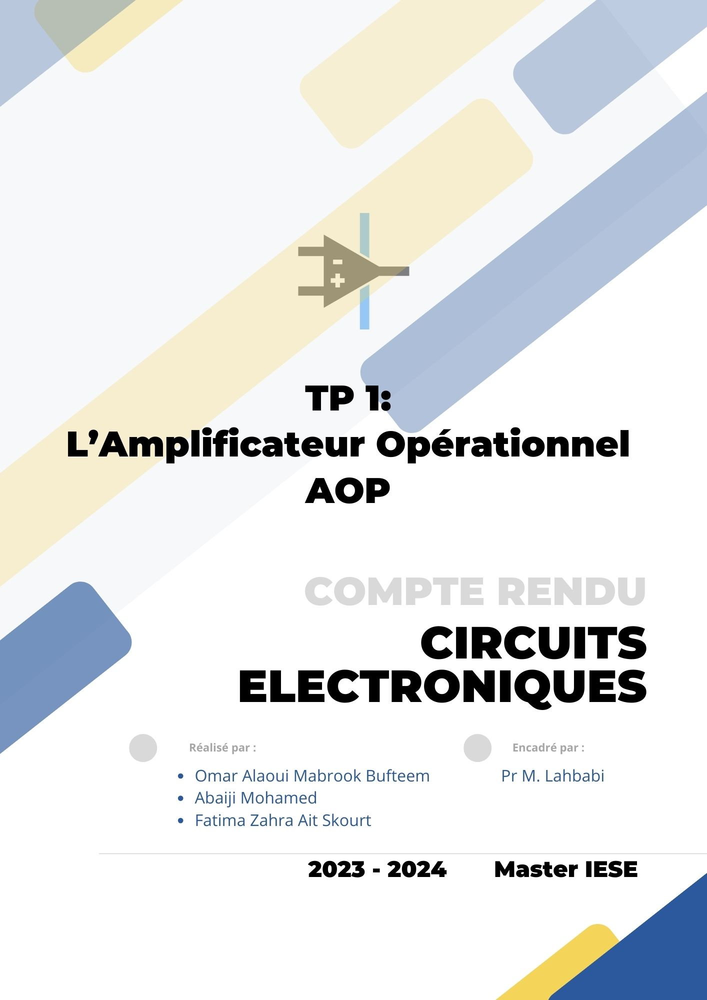 - +
TP 1:
L’Amplificateur Opérationnel
AOP
COMPTE RENDU
CIRCUITS
ELECTRONIQUES
Réalisé par :
• Omar Alaoui Mabrook Bufteem
• Abaiji Mohamed
• Fatima Zahra Ait Skourt
Encadré par :
Pr M. Lahbabi
2023 - 2024 Master IESE